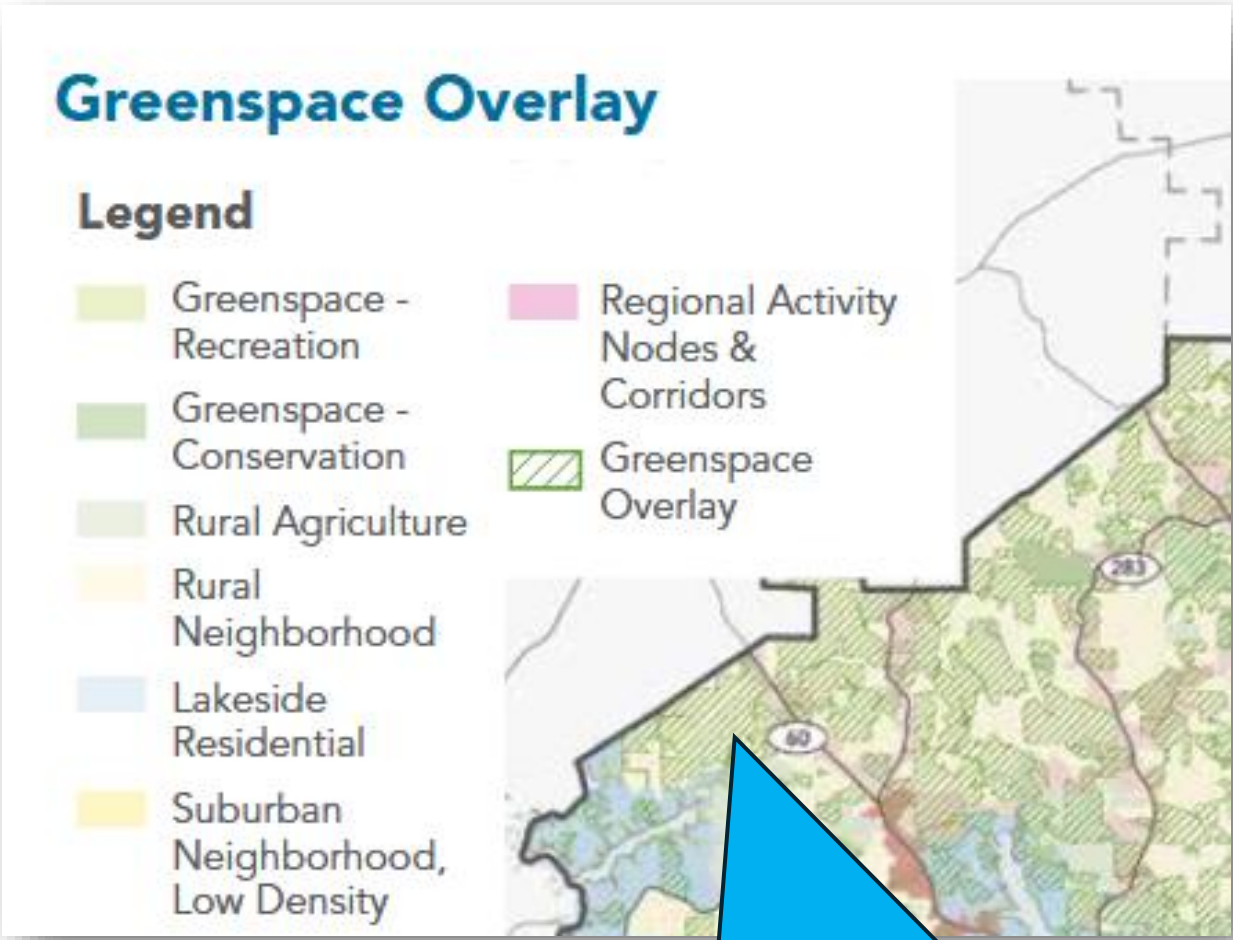 Greenspace Overlay
Legend
Greenspace -
Recreation
Greenspace -
Conservation
Rural Agriculture
Rural
Neighborhood
Lakeside
Residential
Suburban
Neighborhood,
Low Density
Regional Activity
Nodes &
Corridors
Greenspace
Overlay
283
60